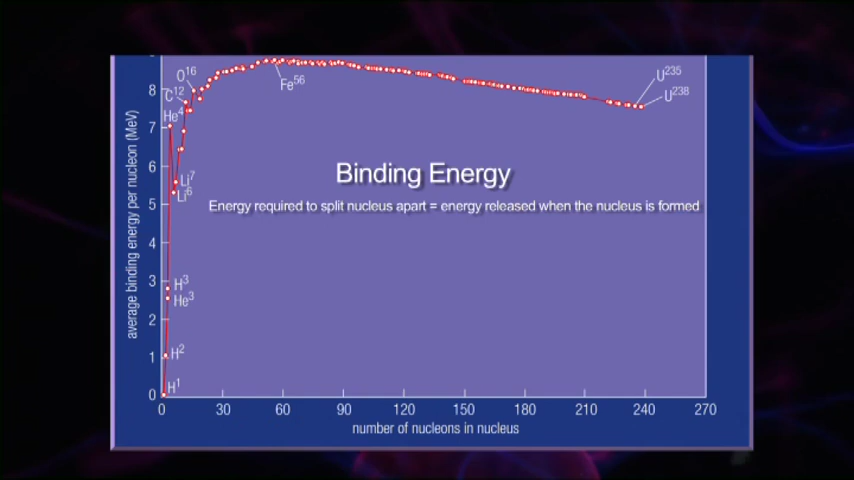 O16
C12
He4
Fe56
U235
U238
Li7
Li6
H3
He3
H2
H1
Binding Energy
Energy required to split nucleus apart = energy released when the nucleus is formed
average binding energy per nucleon (MeV)
8
7
6
5
4
3
2
1
0
0 30 60 90 120 150 180 210 240 270
number of nucleons in nucleus